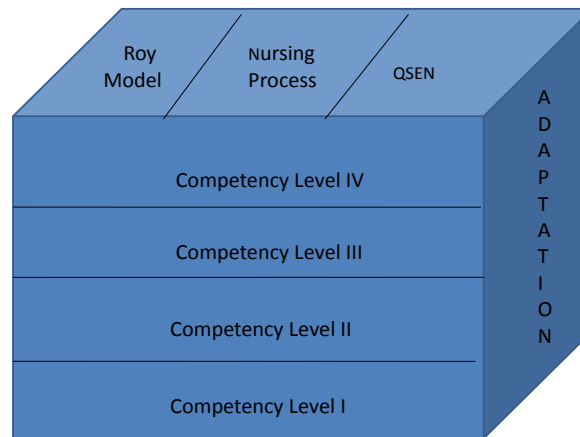 Roy
Model
Nursing
Process
QSEN
Competency Level IV
Competency Level III
Competency Level II
Competency Level I
A
D
A
P
T
A
T
I
O
N